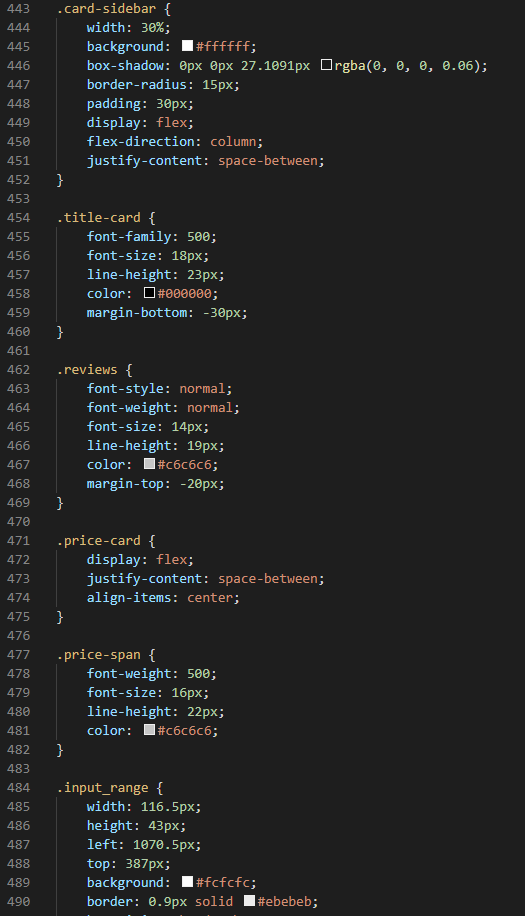 443 .card-sidebar {
444 width: 30%;
445 background: #ffffff;
446 box-shadow: 0px 0px 27.1091px rgba(0, 0, 0, 0.06);
447 border-radius: 15px;
448 padding: 30px;
449 display: flex;
450 flex-direction: column;
451 justify-content: space-between;
452 }
453
454 .title-card {
455 font-family: 500;
456 font-size: 18px;
457 line-height: 23px;
458 color: #000000;
459 margin-bottom: -30px;
460 }
461
462 .reviews {
463 font-style: normal;
464 font-weight: normal;
465 font-size: 14px;
466 line-height: 19px;
467 color: #c6c6c6;
468 margin-top: -20px;
469 }
470
471 .price-card {
472 display: flex;
473 justify-content: space-between;
474 align-items: center;
475 }
476
477 .price-span {
478 font-weight: 500;
479 font-size: 16px;
480 line-height: 22px;
481 color: #c6c6c6;
482 }
483
484 .input_range {
485 width: 116.5px;
486 height: 43px;
487 left: 1070.5px;
488 top: 387px;
489 background: #fcfcfc;
490 border: 0.9px solid #ebebeb;